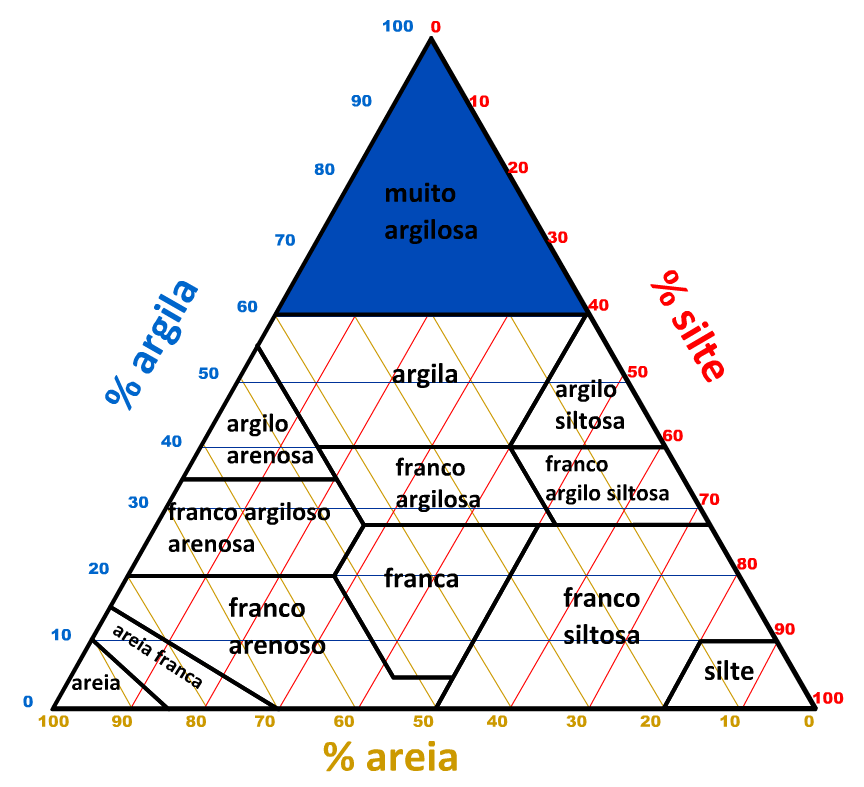 100 0
90 10
80 20
muito
argilosa
70 30
% argila
% silte
60 40
argila
50 50
argilo
siltosa
argilo
arenosa
40 60
franco
argilosa
franco
argilo siltosa
30 70
franco argiloso
arenosa
20 80
franca
franco
arenoso
franco
siltosa
10 90
areia franca
areia
silte
0 100
100 90 80 70 60 50 40 30 20 10 0
% areia